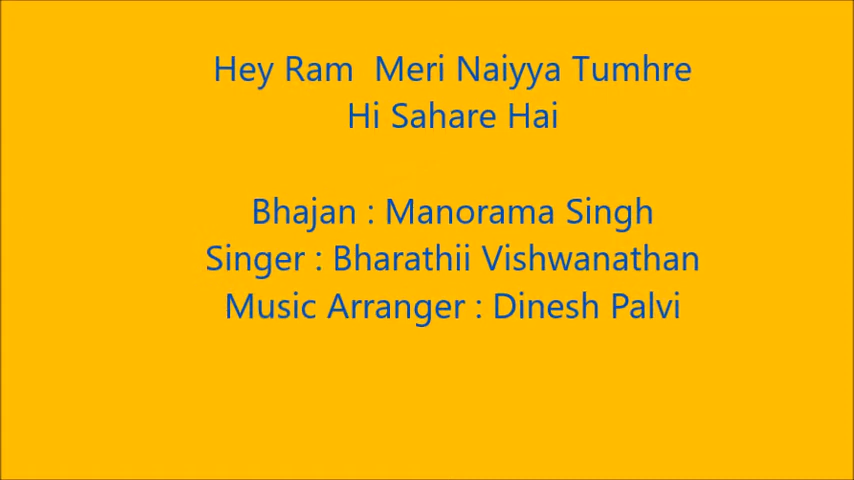 Hey Ram  Meri Naiyya Tumhre
Hi Sahare Hai
Bhajan : Manorama Singh
Singer : Bharathii Vishwanathan
Music Arranger : Dinesh Palvi